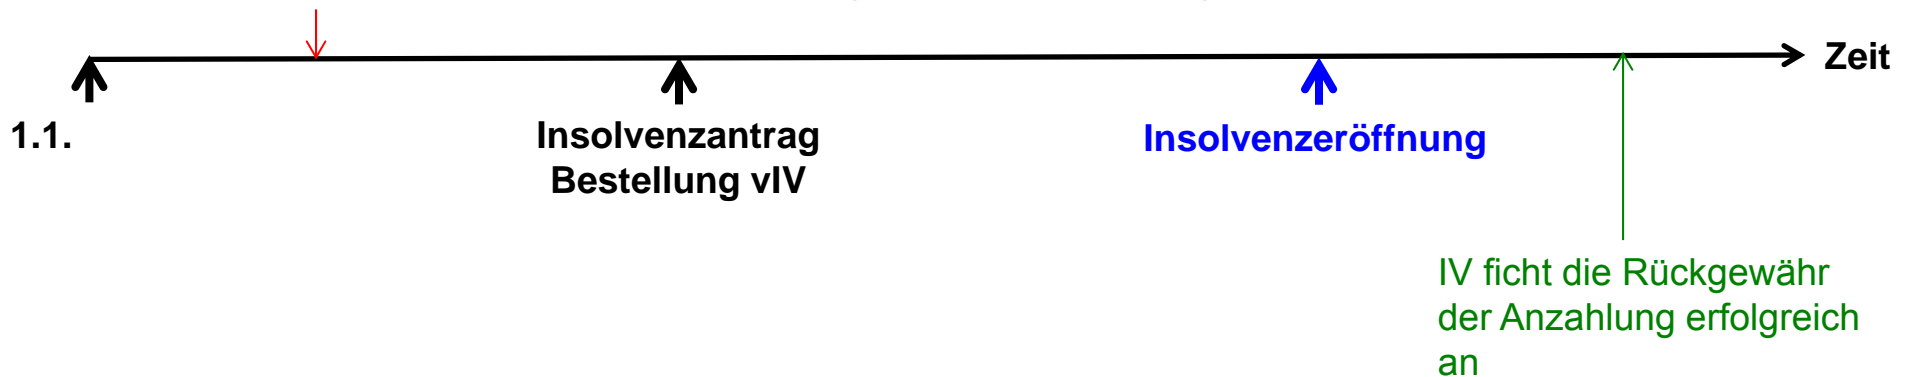 Zeit
1.1.
Insolvenzantrag
Bestellung vIV
Insolvenzeröffnung
IV ficht die Rückgewähr
der Anzahlung erfolgreich
an